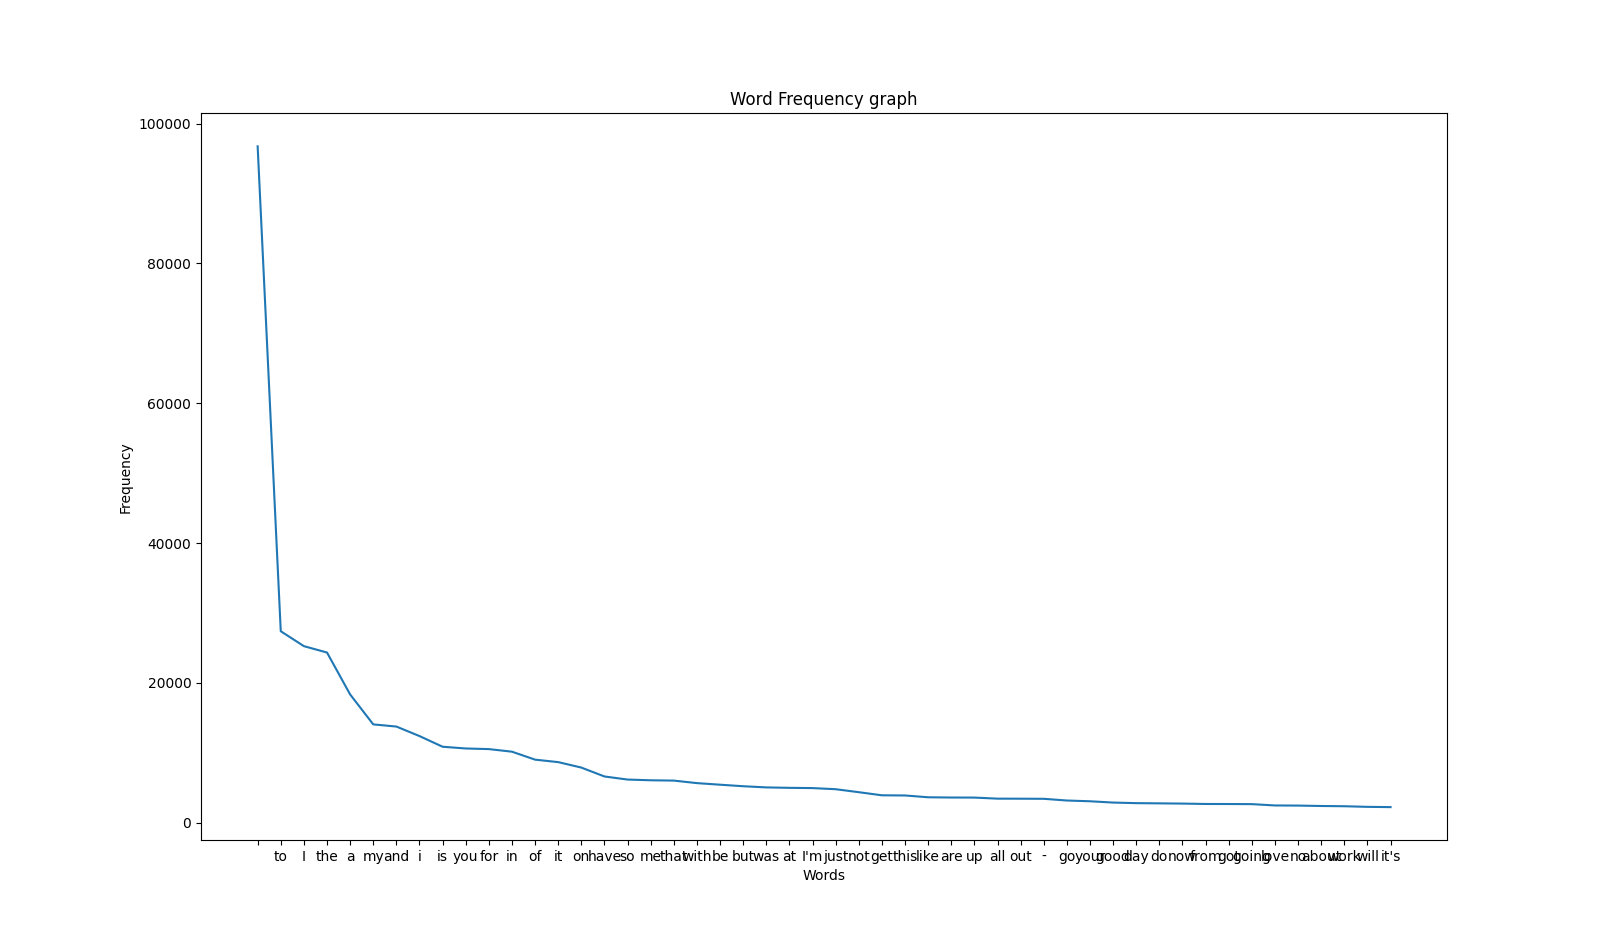 Word Frequency graph
100000
80000
60000
40000
20000
0
Frequency
to I the a my and i is you for in of it on have so me that with be but was at I'm just not get this like are up all out - go your good day do now from got going love no about work will it's
Words